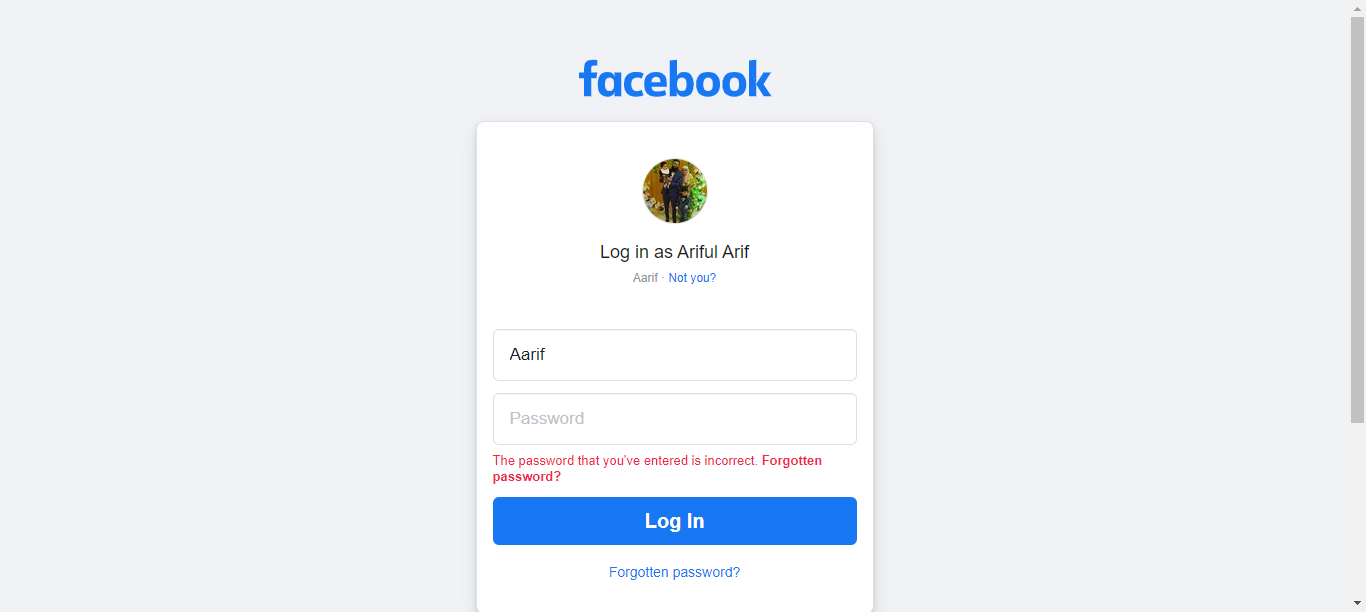 facebook
Log in as Ariful Arif
Aarif · Not you?
Aarif
Password
The password that you've entered is incorrect. Forgotten
password?
Log In
Forgotten password?